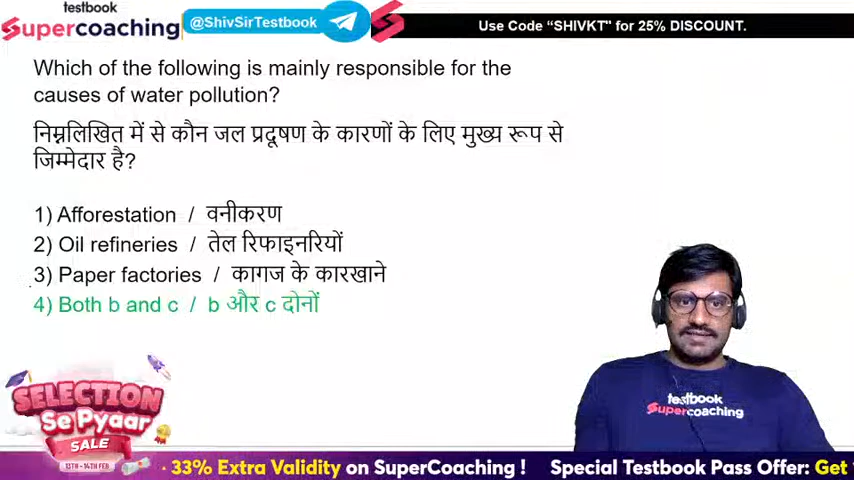 testbook
Supercoaching
@ShivSirTestbook
Use Code “SHIVKT" for 25% DISCOUNT.
Which of the following is mainly responsible for the
causes of water pollution?
निम्नलिखित में से कौन जल प्रदूषण के कारणों के लिए मुख्य रूप से
जिम्मेदार है?
1) Afforestation / वनीकरण
2) Oil refineries / तेल रिफाइनरियों
3) Paper factories / कागज के कारखाने
4) Both b and c / b और c दोनों
testbook
Supercoaching
SELECTION
Se Pyaar
SALE
13TH - 14TH FEB
· 33% Extra Validity on SuperCoaching ! Special Testbook Pass Offer: Get